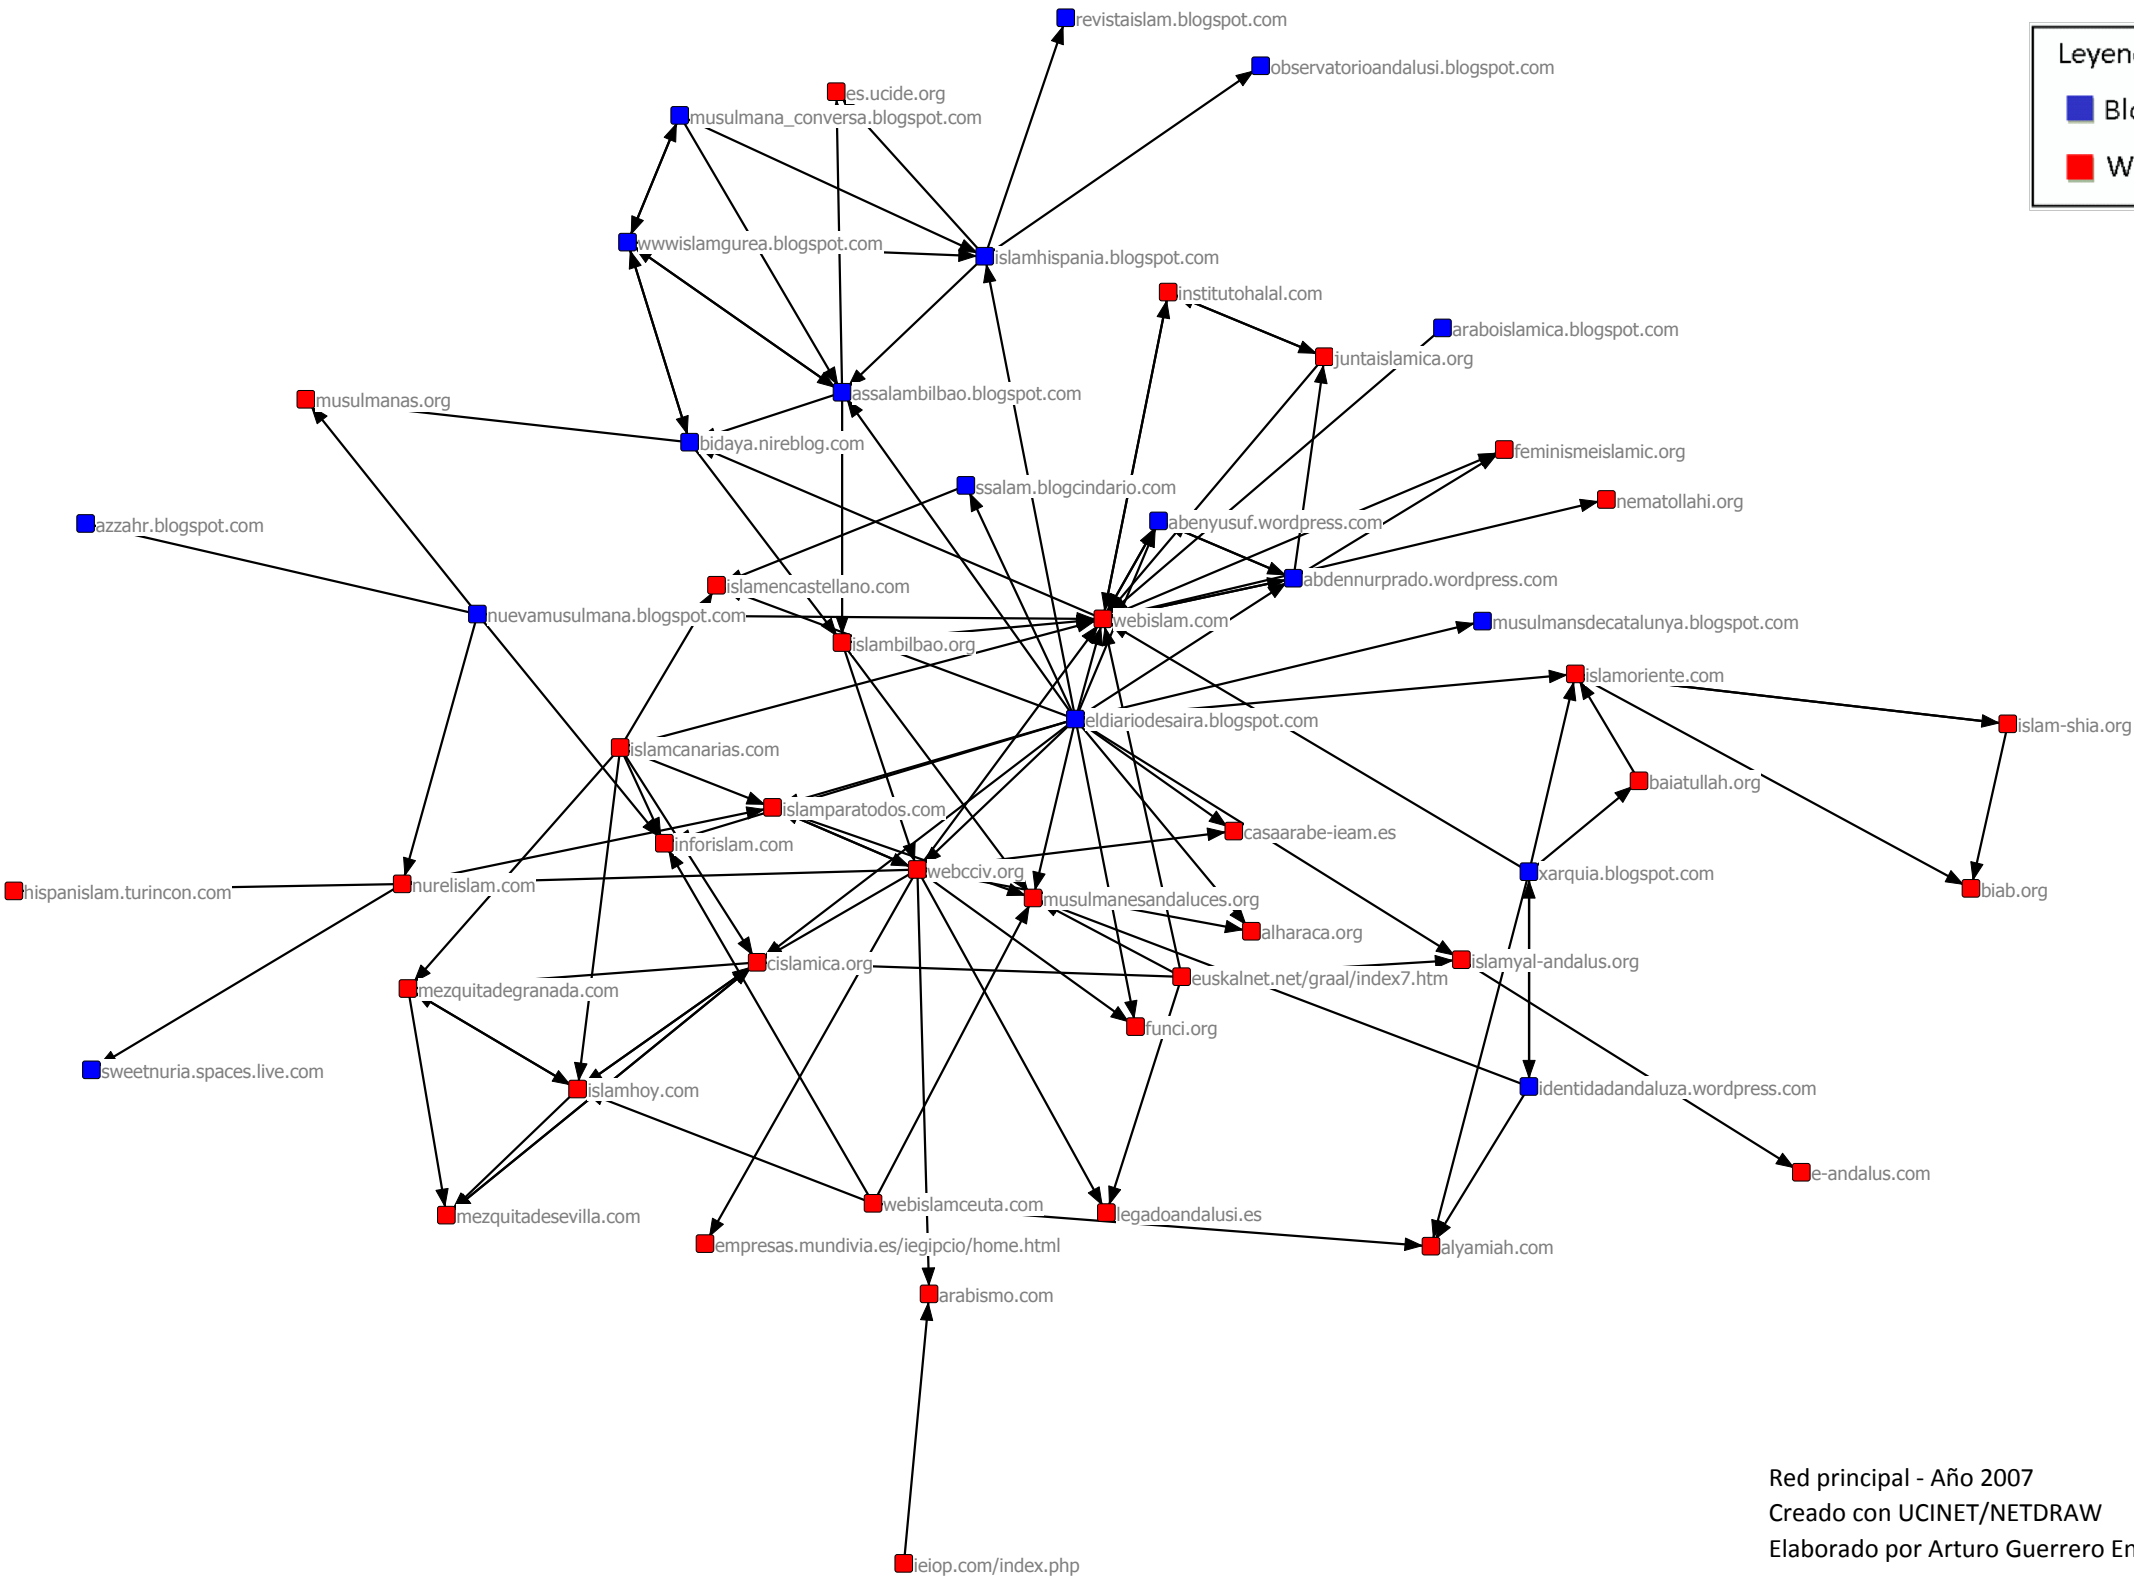 revistaislam.blogspot.com
Leyen
observatorioandalusi.blogspot.com
es.ucide.org
Blo
musulmana_conversa.blogspot.com
W
wwwislamgurea.blogspot.com
islamhispania.blogspot.com
institutohalal.com
araboislamica.blogspot.com
juntaislamica.org
assalambilbao.blogspot.com
musulmanas.org
bidaya.nireblog.com
feminismeislamic.org
ssalam.blogcindario.com
nematollahi.org
azzahr.blogspot.com
abenyusuf.wordpress.com
islamencastellano.com
abdennurprado.wordpress.com
nuevamusulmana.blogspot.com
webislam.com
musulmansdecatalunya.blogspot.com
islambilbao.org
islamoriente.com
eldiariodesaira.blogspot.com
islam-shia.org
islamcanarias.com
baiatullah.org
islamparatodos.com
casaarabe-ieam.es
inforislam.com
webcciv.org
xarquia.blogspot.com
nurelislam.com
hispanislam.turincon.com
biab.org
musulmanesandaluces.org
alharaca.org
cislamica.org
islamyal-andalus.org
euskalnet.net/graal/index7.htm
mezquitadegranada.com
funci.org
sweetnuria.spaces.live.com
islamhoy.com
identidadandaluza.wordpress.com
e-andalus.com
webislamceuta.com
mezquitadesevilla.com
legadoandalusi.es
empresas.mundivia.es/iegipcio/home.html
alyamiah.com
arabismo.com
Red principal - Año 2007
Creado con UCINET/NETDRAW
Elaborado por Arturo Guerrero En
ieiop.com/index.php